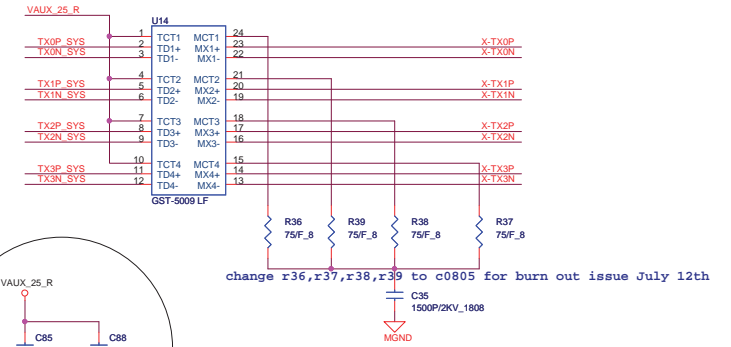 VAUX_25_R
U14
1 TCT1 MCT1 24
TX0P_SYS 2 TD1+ MX1+ 23 X-TX0P
TX0N_SYS 3 TD1- MX1- 22 X-TX0N
4 TCT2 MCT2 21
TX1P_SYS 5 TD2+ MX2+ 20 X-TX1P
TX1N_SYS 6 TD2- MX2- 19 X-TX1N
7 TCT3 MCT3 18
TX2P_SYS 8 TD3+ MX3+ 17 X-TX2P
TX2N_SYS 9 TD3- MX3- 16 X-TX2N
10 TCT4 MCT4 15
TX3P_SYS 11 TD4+ MX4+ 14 X-TX3P
TX3N_SYS 12 TD4- MX4- 13 X-TX3N
GST-5009 LF
R36 R39 R38 R37
75/F_8 75/F_8 75/F_8 75/F_8
change r36,r37,r38,r39 to c0805 for burn out issue July 12th
VAUX_25_R
C35
1500P/2KV_1808
MGND
C85 C88